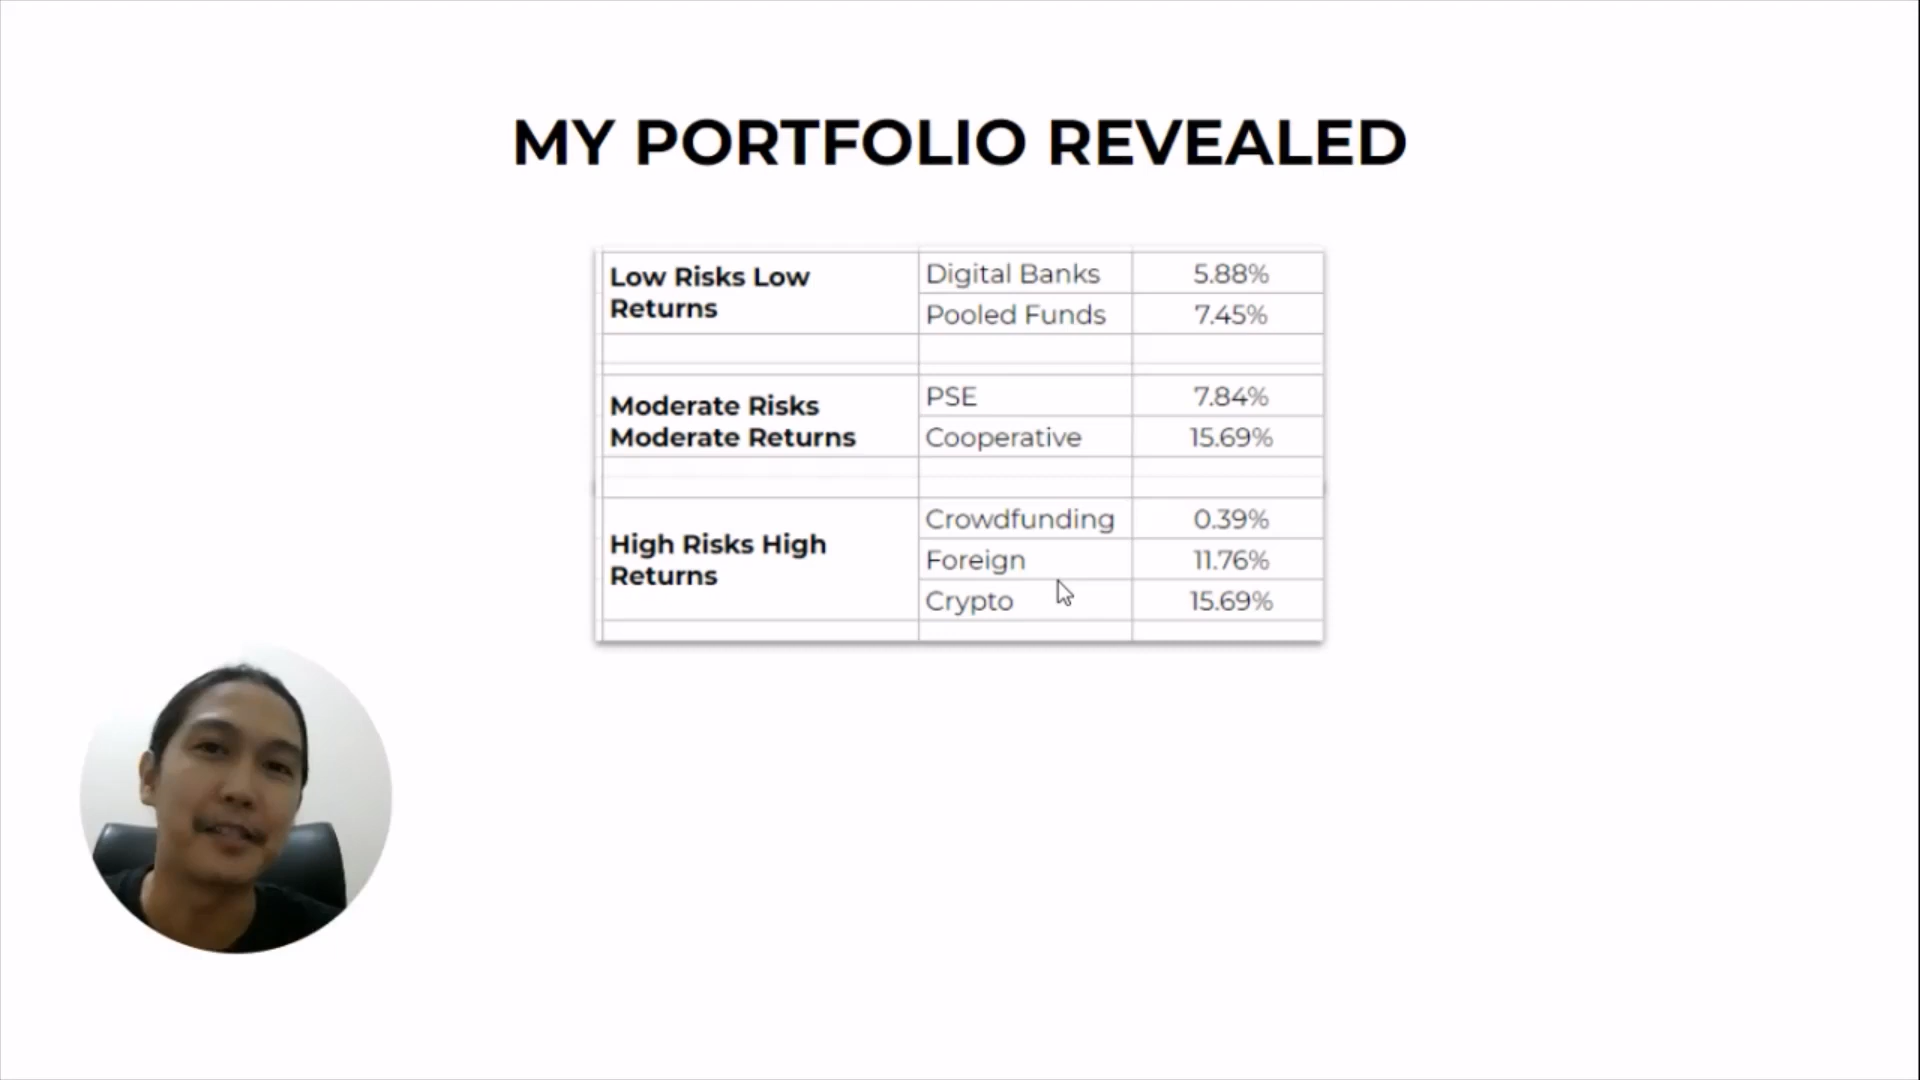 MY PORTFOLIO REVEALED
Low Risks Low
Returns
Digital Banks 5.88%
Pooled Funds 7.45%
Moderate Risks
Moderate Returns
PSE 7.84%
Cooperative 15.69%
High Risks High
Returns
Crowdfunding 0.39%
Foreign 11.76%
Crypto 15.69%